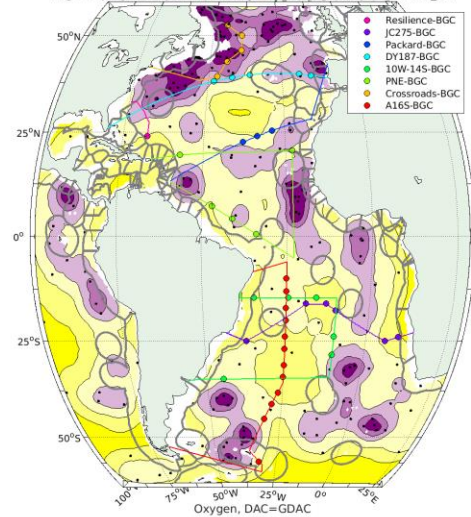 Resilience-BGC
JC275-BGC
Packard-BGC
DY187-BGC
10W-14S-BGC
PNE-BGC
Crossroads-BGC
A16S-BGC
50°N
25°N
0°
25°S
50°S
100°W
75°W
50°W
25°W
0°
25°E
Oxygen, DAC=GDAC